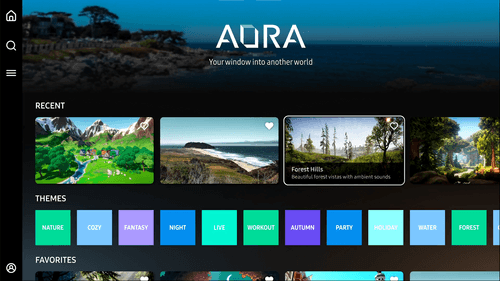 AURA
Your window into another world
RECENT
Forest Hills
Beautiful forest vistas with ambient sounds
THEMES
NATURE
COZY
FANTASY
NIGHT
LIVE
WORKOUT
AUTUMN
PARTY
HOLIDAY
WATER
FOREST
FAVORITES